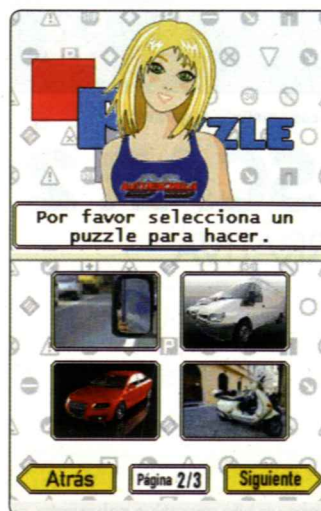 PUZZLE
Por favor selecciona un
puzzle para hacer.
Atrás
Página 2/3
Siguiente